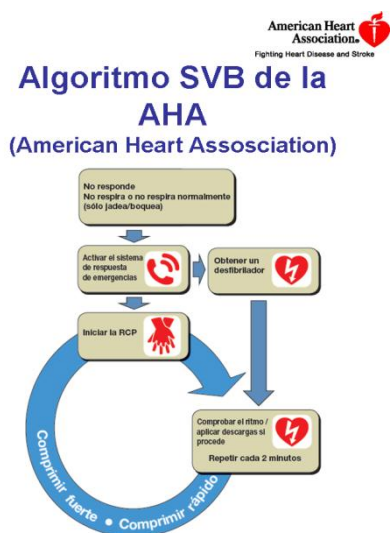 American Heart
Association®
Fighting Heart Disease and Stroke
Algoritmo SVB de la
AHA
(American Heart Assosciation)
No responde
No respira o no respira normalmente
(sólo jadea/boquea)
Activar el sistema
de respuesta
de emergencias
Obtener un
desfibrilador
Iniciar la RCP
Comprobar el ritmo /
aplicar descargas si
procede
Repetir cada 2 minutos
Comprimir fuerte • Comprimir rápido